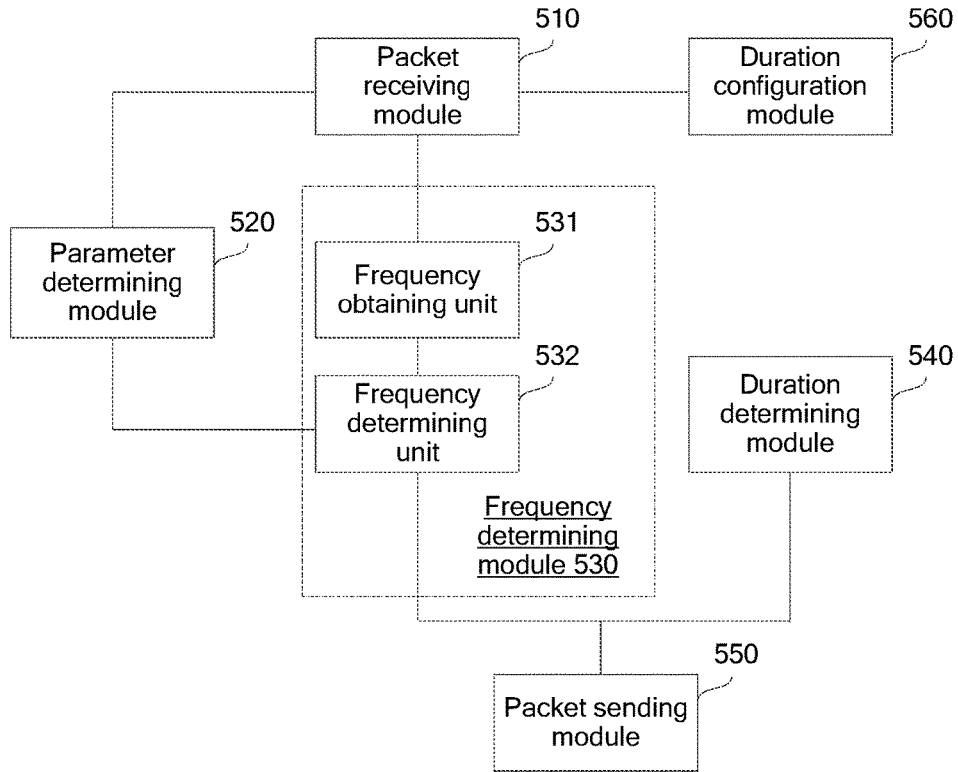 510
Packet
receiving
module
560
Duration
configuration
module
520
Parameter
determining
module
531
Frequency
obtaining unit
532
Frequency
determining
unit
540
Duration
determining
module
Frequency
determining
module 530
550
Packet sending
module